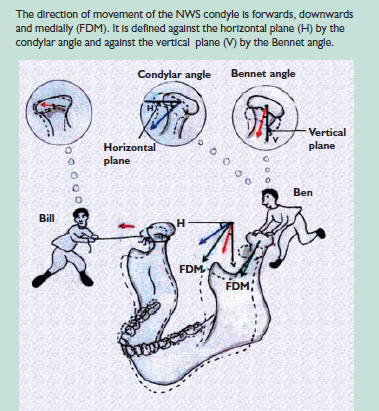 The direction of movement of the NWS condyle is forwards, downwards
and medially (FDM). It is defined against the horizontal plane (H) by the
condylar angle and against the vertical plane (V) by the Bennet angle.
Condylar angle
Bennet angle
H
V
Horizontal
plane
Vertical
plane
Ben
Bill
H
FDM
FDM